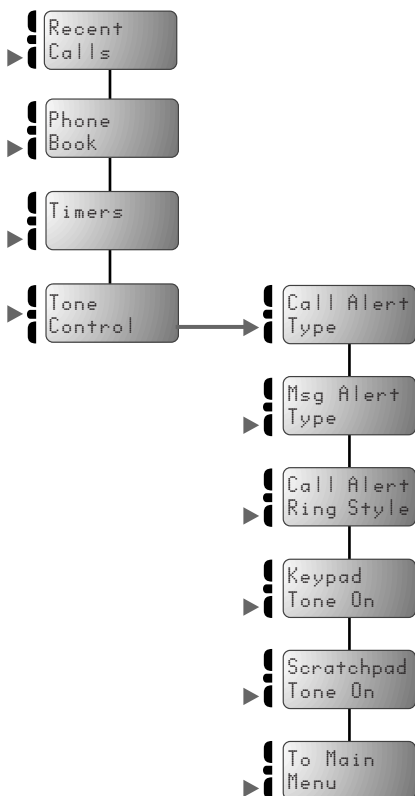 Recent
Calls
Phone
Book
Timers
Tone
Control
Call Alert
Type
Msg Alert
Type
Call Alert
Ring Style
Keypad
Tone On
Scratchpad
Tone On
To Main
Menu